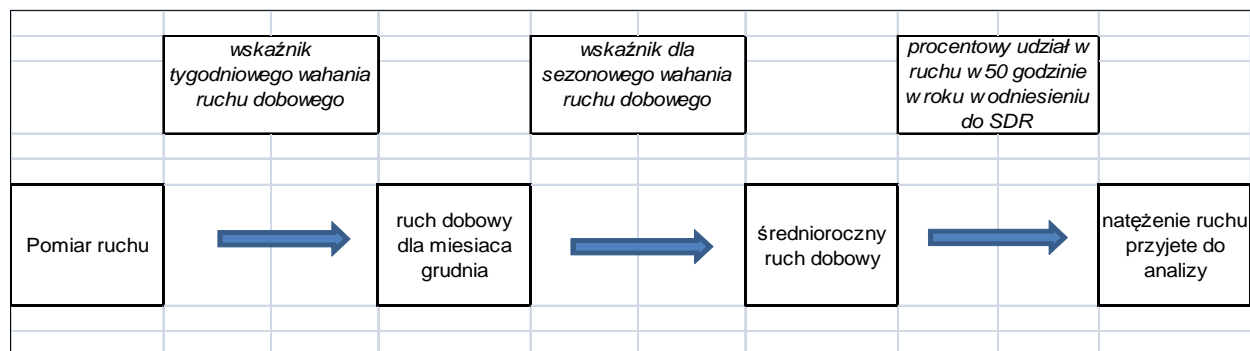 wskaźnik
tygodniowego wahania
ruchu dobowego
wskaźnik dla
sezonowego wahania
ruchu dobowego
procentowy udział w
ruchu w 50 godzinie
w roku w odniesieniu
do SDR
Pomiar ruchu
ruch dobowy
dla miesiaca
grudnia
średnioroczny
ruch dobowy
natężenie ruchu
przyjete do
analizy